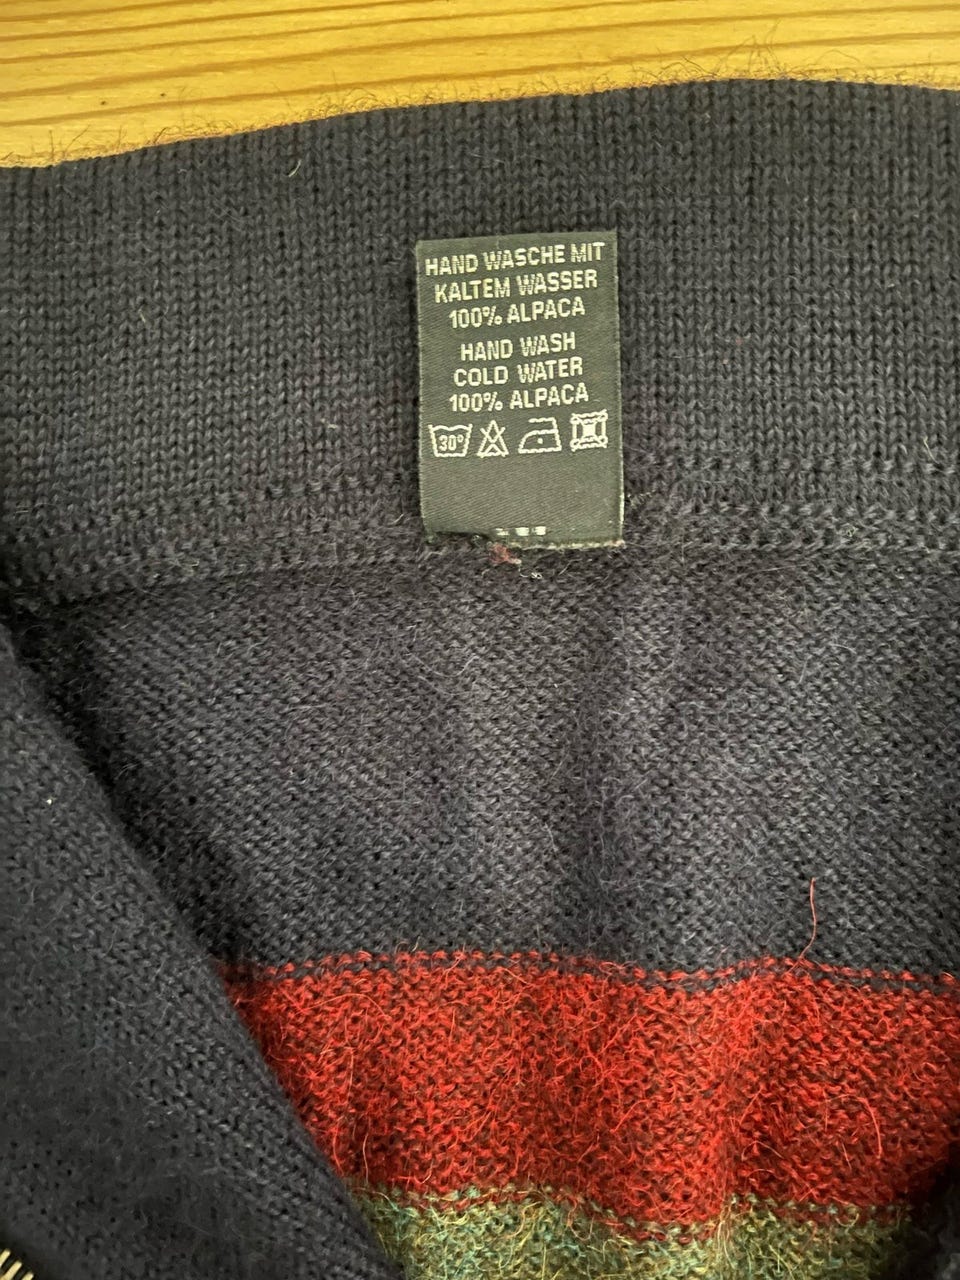 HAND WASCHE MIT
KALTEM WASSER
100% ALPACA
HAND WASH
COLD WATER
100% ALPACA
30°